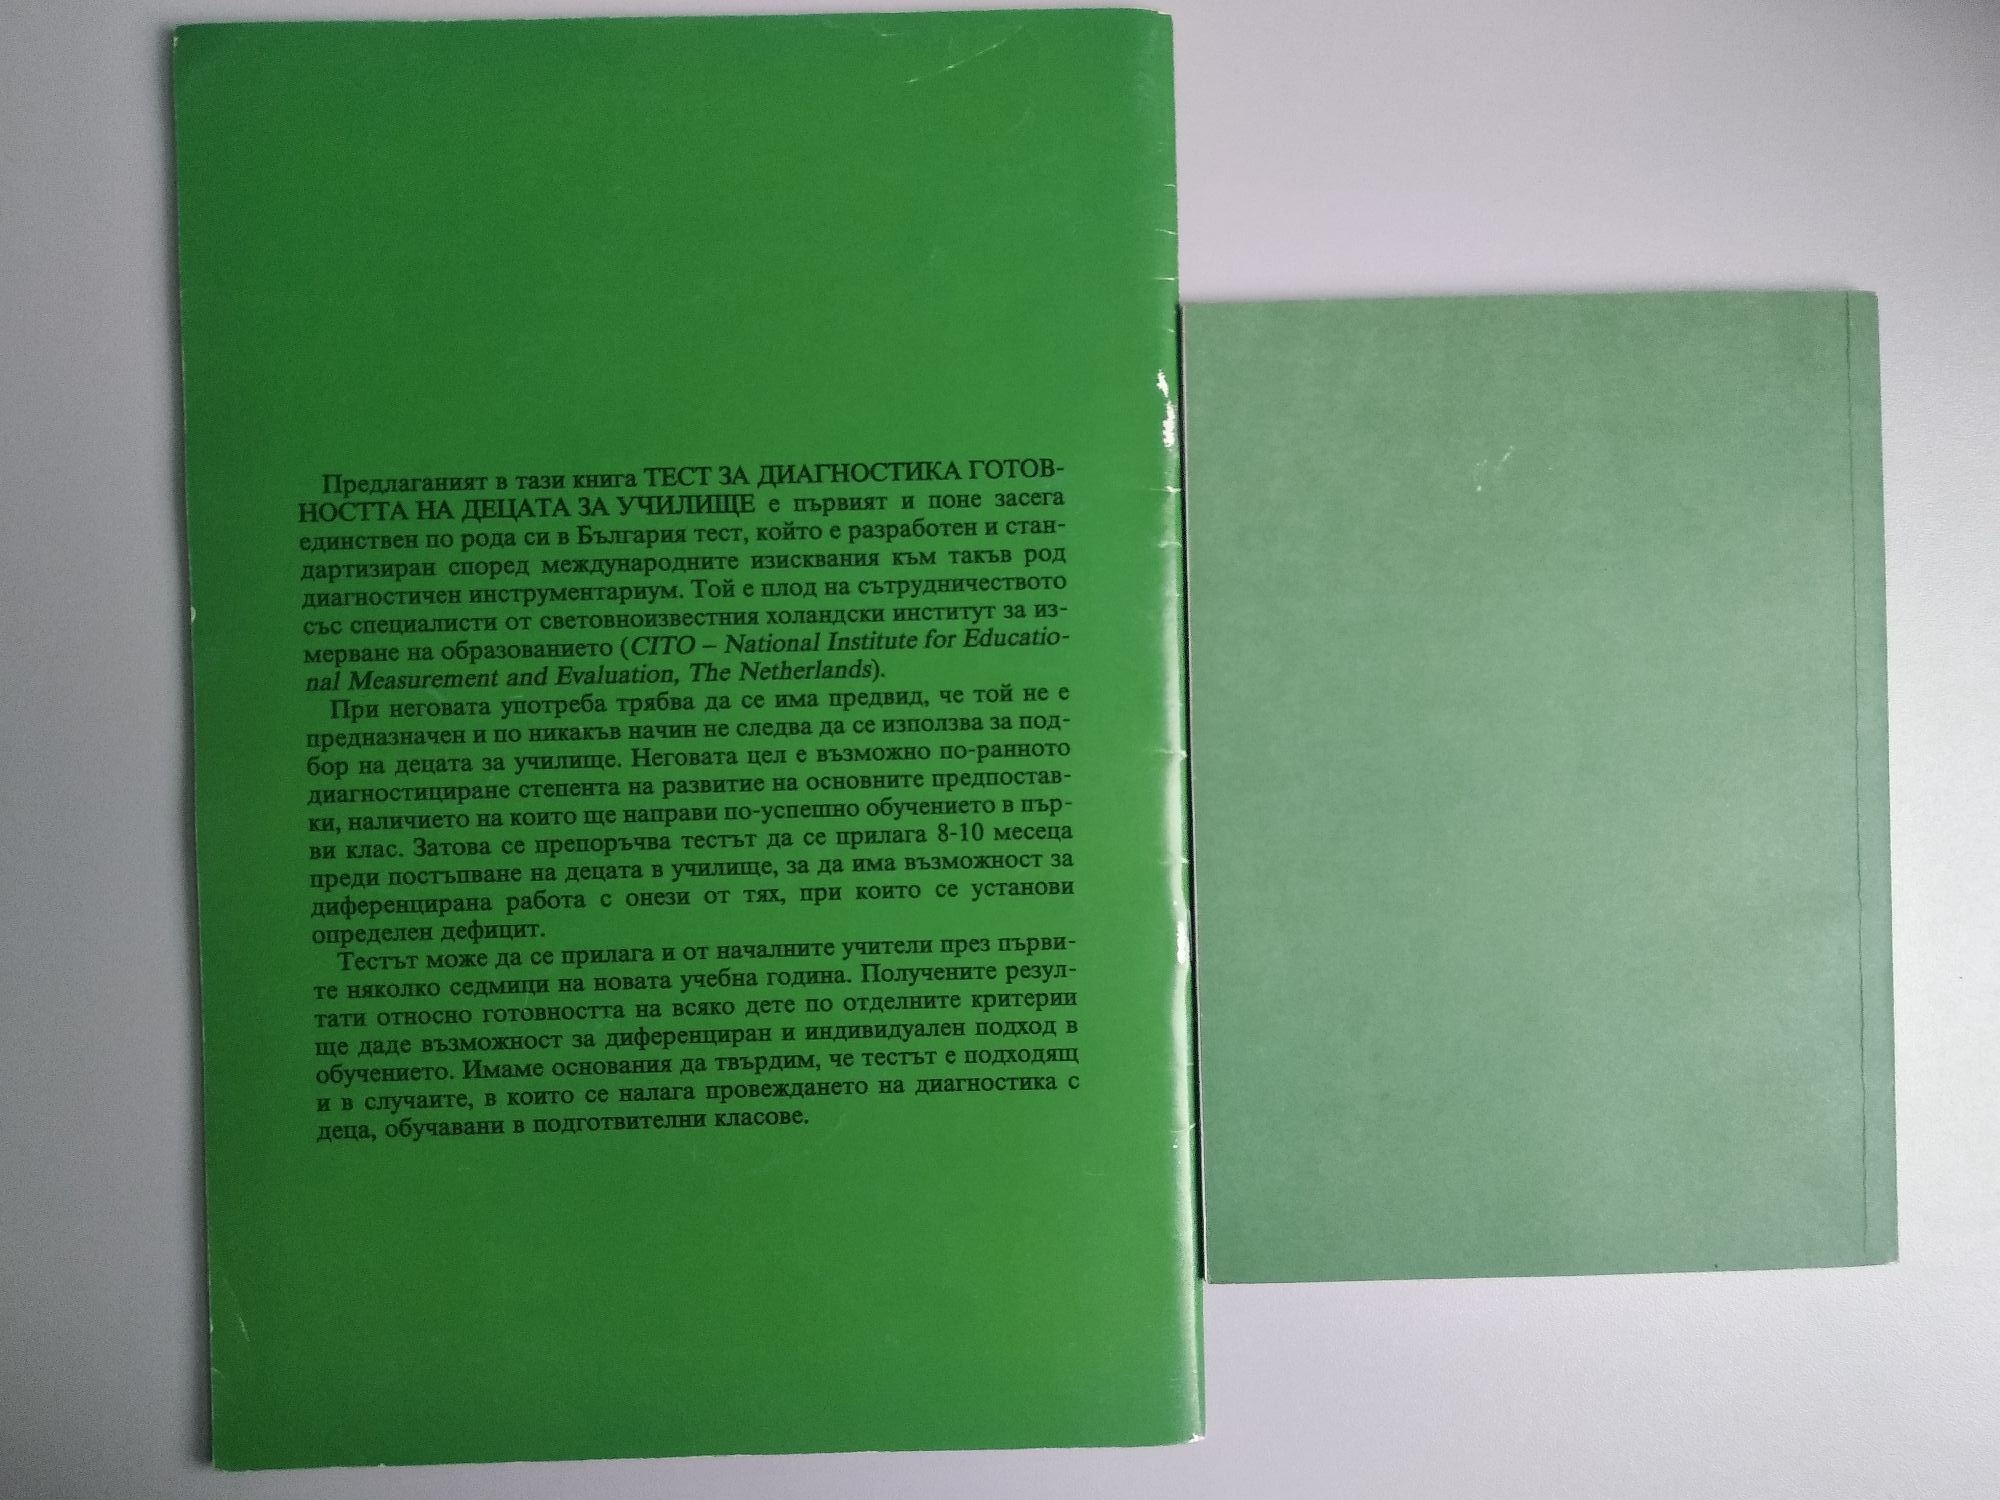 Предлаганият в тази книга ТЕСТ ЗА ДИАГНОСТИКА ГОТОВ-
НОСТТА НА ДЕЦАТА ЗА УЧИЛИЩЕ е първият и поне засега
единствен по рода си в България тест, който е разработен и стан-
дартизиран според международните изисквания към такъв род
диагностичен инструментариум. Той е плод на сътрудничеството
със специалисти от световноизвестния холандски институт за из-
мерване на образованието (CITO – National Institute for Educatio-
nal Measurement and Evaluation, The Netherlands).
При неговата употреба трябва да се има предвид, че той не е
предназначен и по никакъв начин не следва да се използва за под-
бор на децата за училище. Неговата цел е възможно по-ранното
диагностициране степента на развитие на основните предпостав-
ки, наличието на които ще направи по-успешно обучението в пър-
ви клас. Затова се препоръчва тестът да се прилага 8-10 месеца
преди постъпване на децата в училище, за да има възможност за
диференцирана работа с онези от тях, при които се установи
определен дефицит.
Тестът може да се прилага и от началните учители през първи-
те няколко седмици на новата учебна година. Получените резул-
тати относно готовността на всяко дете по отделните критерии
ще даде възможност за диференциран и индивидуален подход в
обучението. Имаме основания да твърдим, че тестът е подходящ
и в случаите, в които се налага провеждането на диагностика с
деца, обучавани в подготвителни класове.